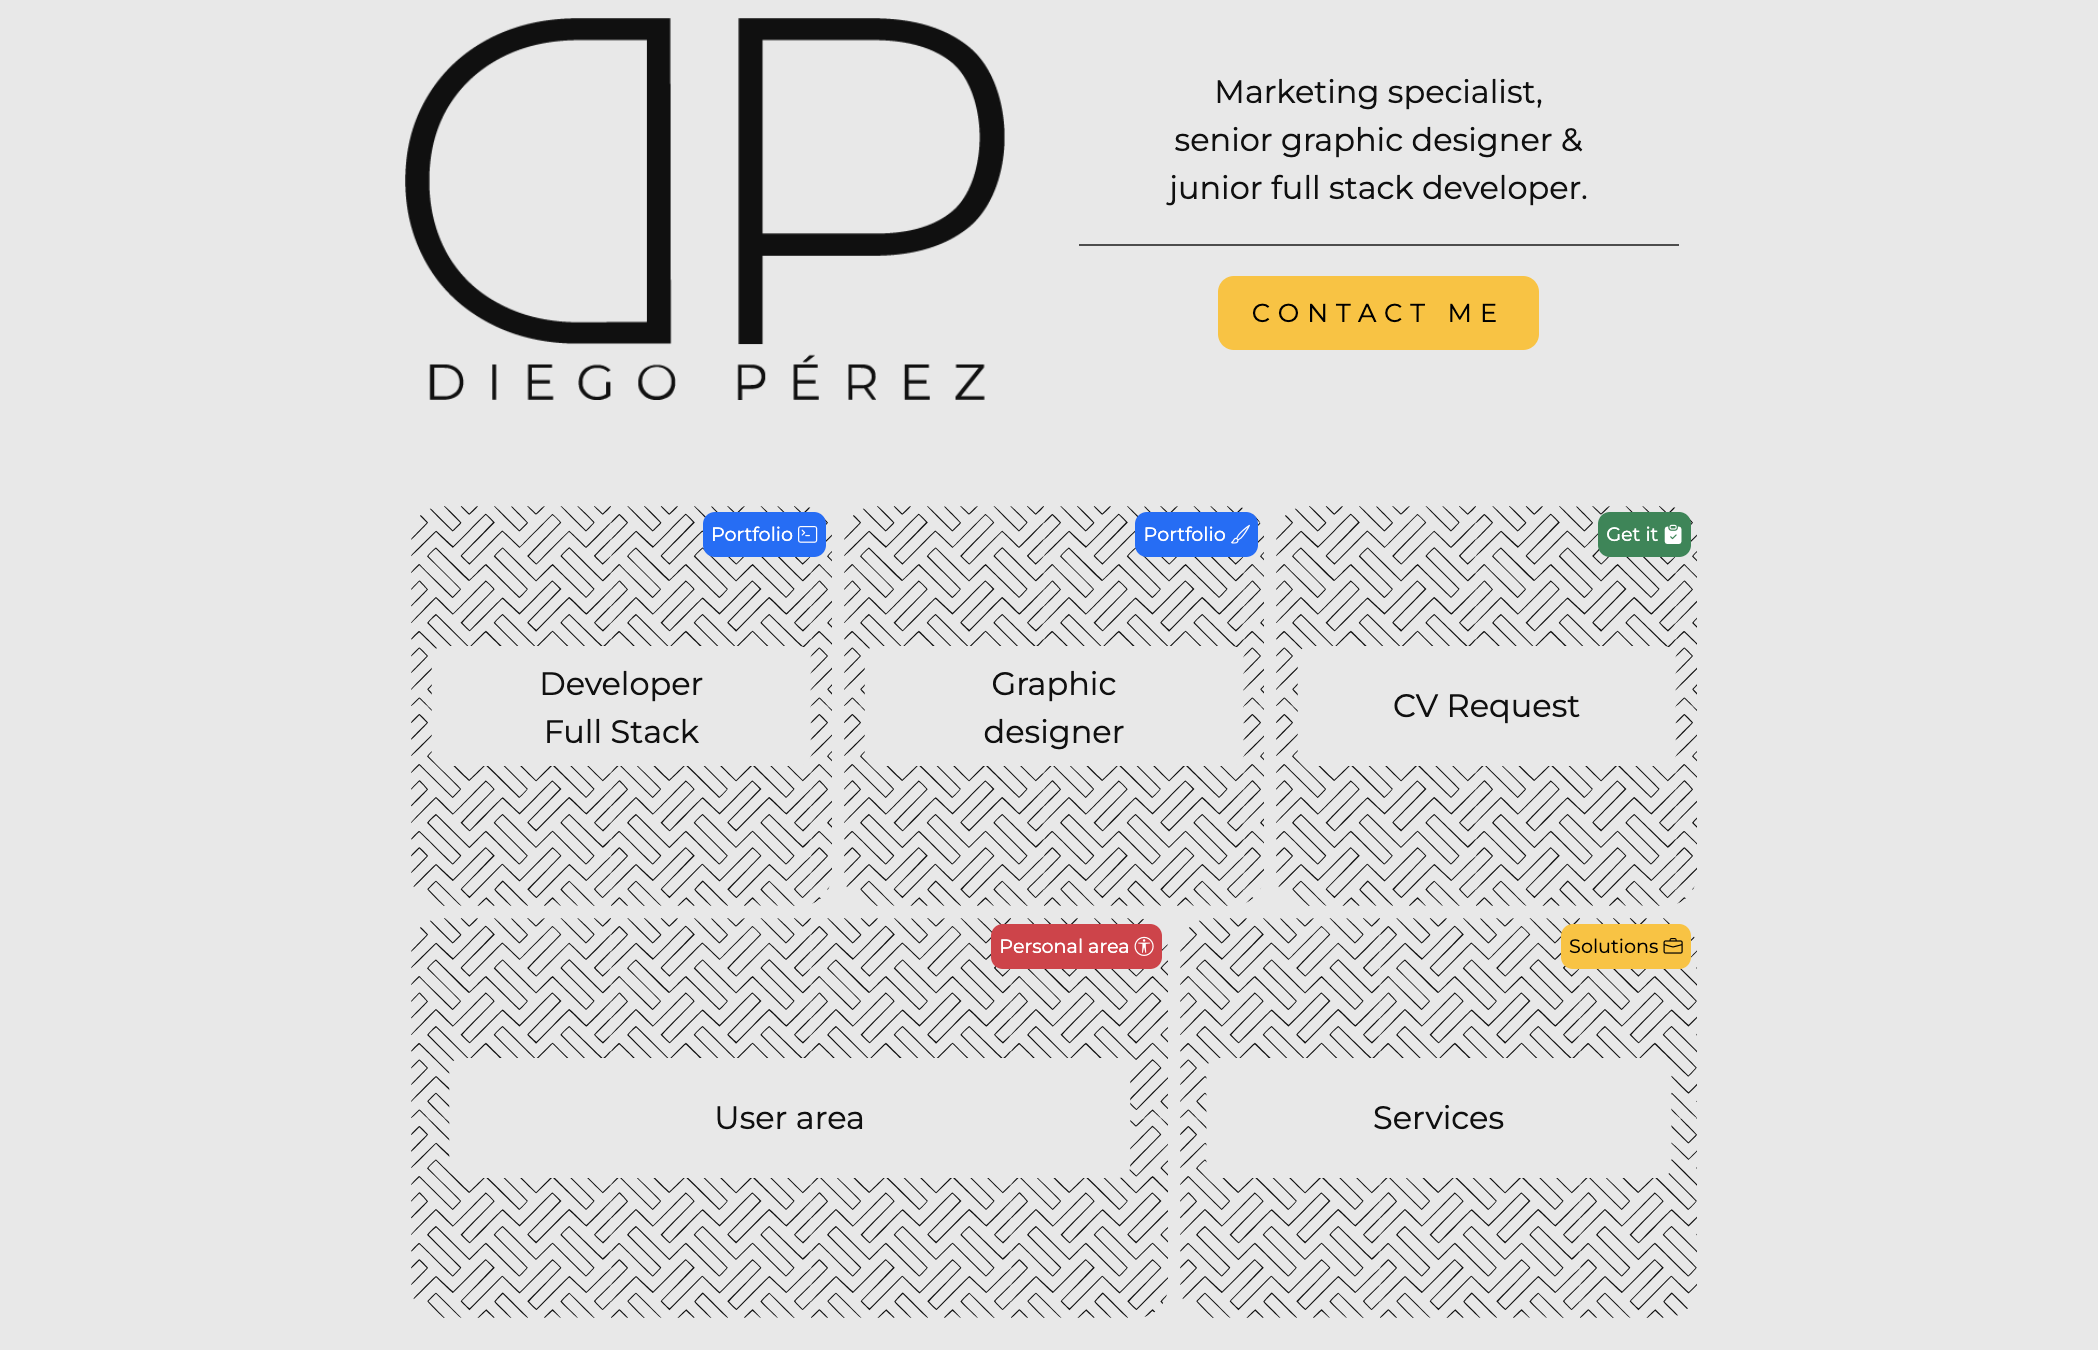 DP
DIEGO PÉREZ
Marketing specialist,
senior graphic designer &
junior full stack developer.
CONTACT ME
Portfolio
Developer
Full Stack
Portfolio
Graphic
designer
Get it
CV Request
Personal area
User area
Solutions
Services